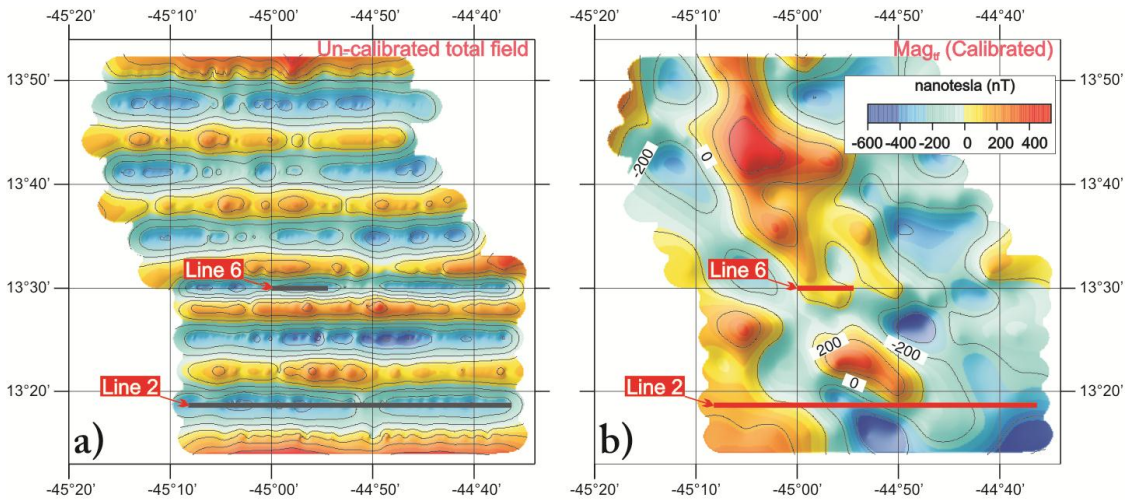 -45°20' -45°10' -45°00' -44°50' -44°40' -45°20' -45°10' -45°00' -44°50' -44°40'
Un-calibrated total field
Mag_tf (Calibrated)
13°50'
13°50'
nanotesla (nT)
-600 -400 -200 0 200 400
-200
0
13°40'
13°40'
Line 6
Line 6
13°30'
13°30'
200
-200
0
13°20'
13°20'
Line 2
Line 2
a)
b)
-45°20' -45°10' -45°00' -44°50' -44°40' -45°20' -45°10' -45°00' -44°50' -44°40'